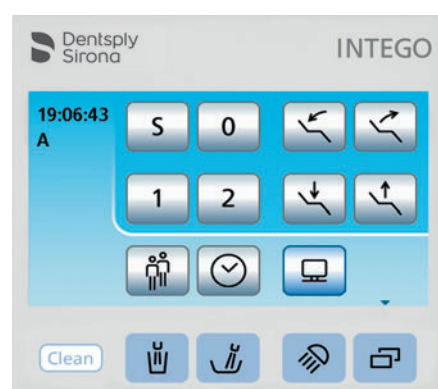 Dentsply
Sirona
INTEGO
19:06:43
A
S
0
1
2
Clean